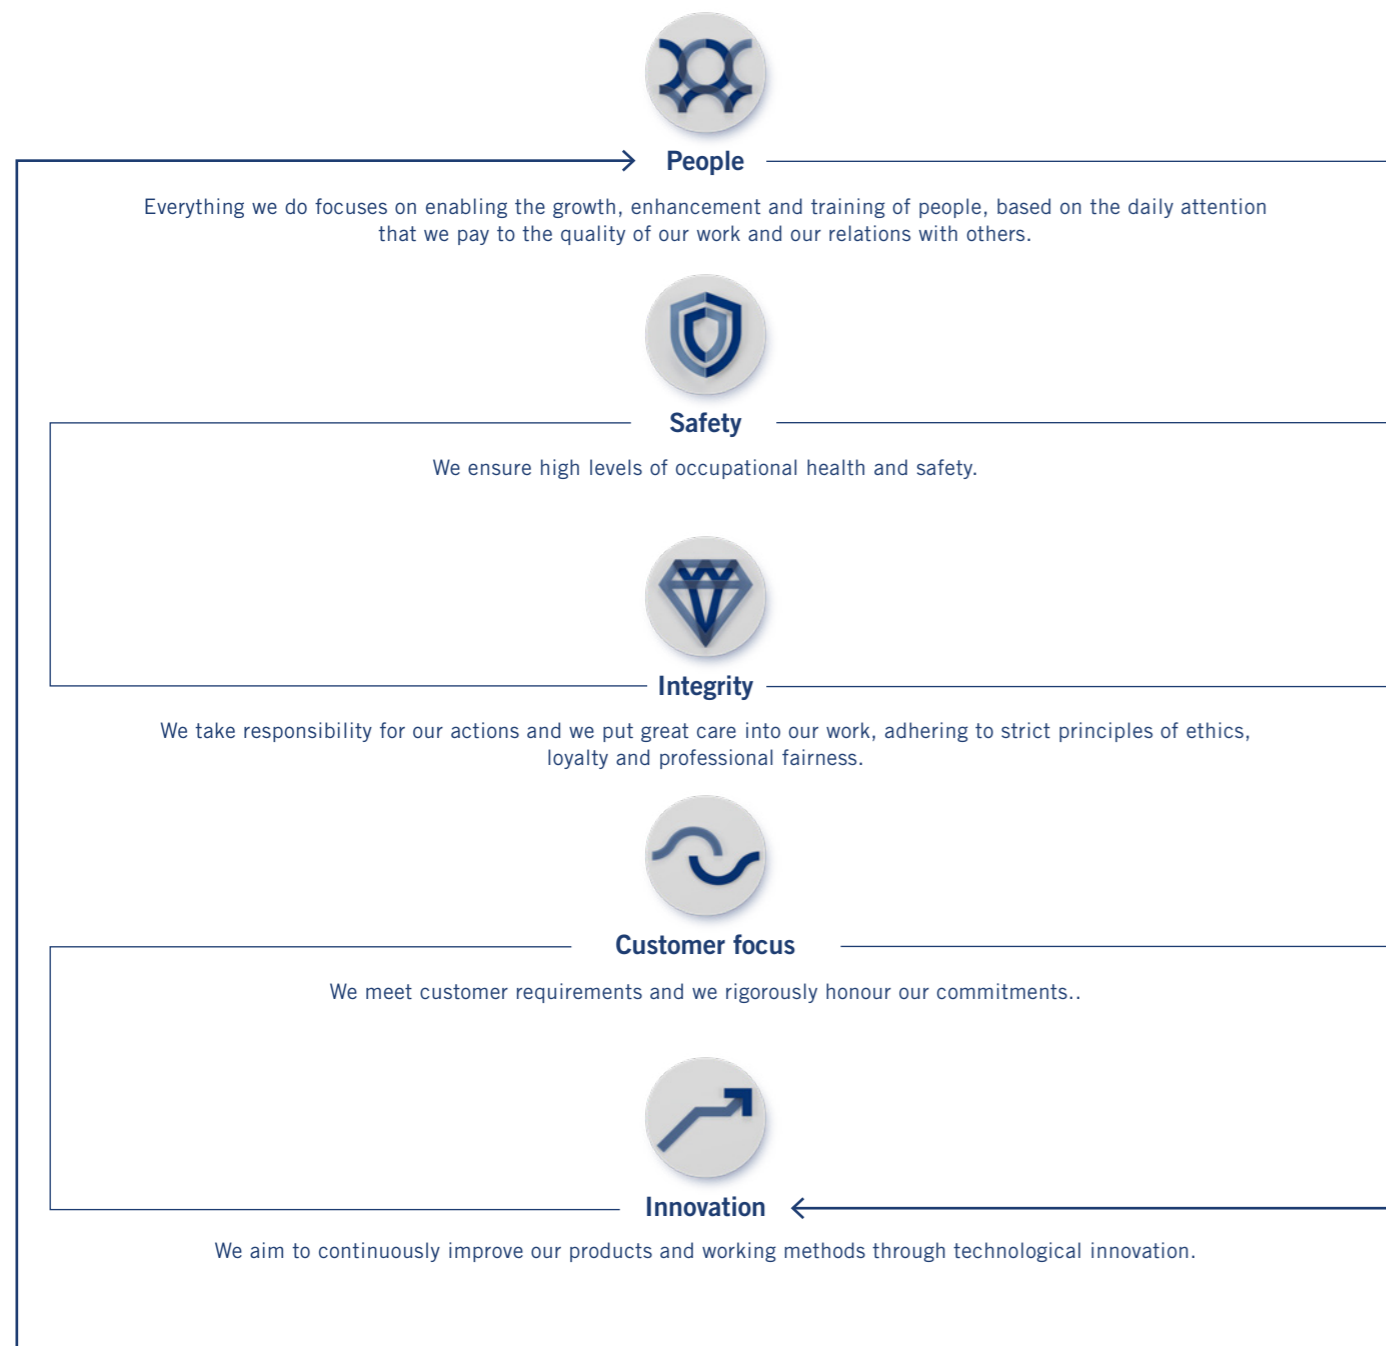 People
Everything we do focuses on enabling the growth, enhancement and training of people, based on the daily attention
that we pay to the quality of our work and our relations with others.
Safety
We ensure high levels of occupational health and safety.
Integrity
We take responsibility for our actions and we put great care into our work, adhering to strict principles of ethics,
loyalty and professional fairness.
Customer focus
We meet customer requirements and we rigorously honour our commitments..
Innovation
We aim to continuously improve our products and working methods through technological innovation.